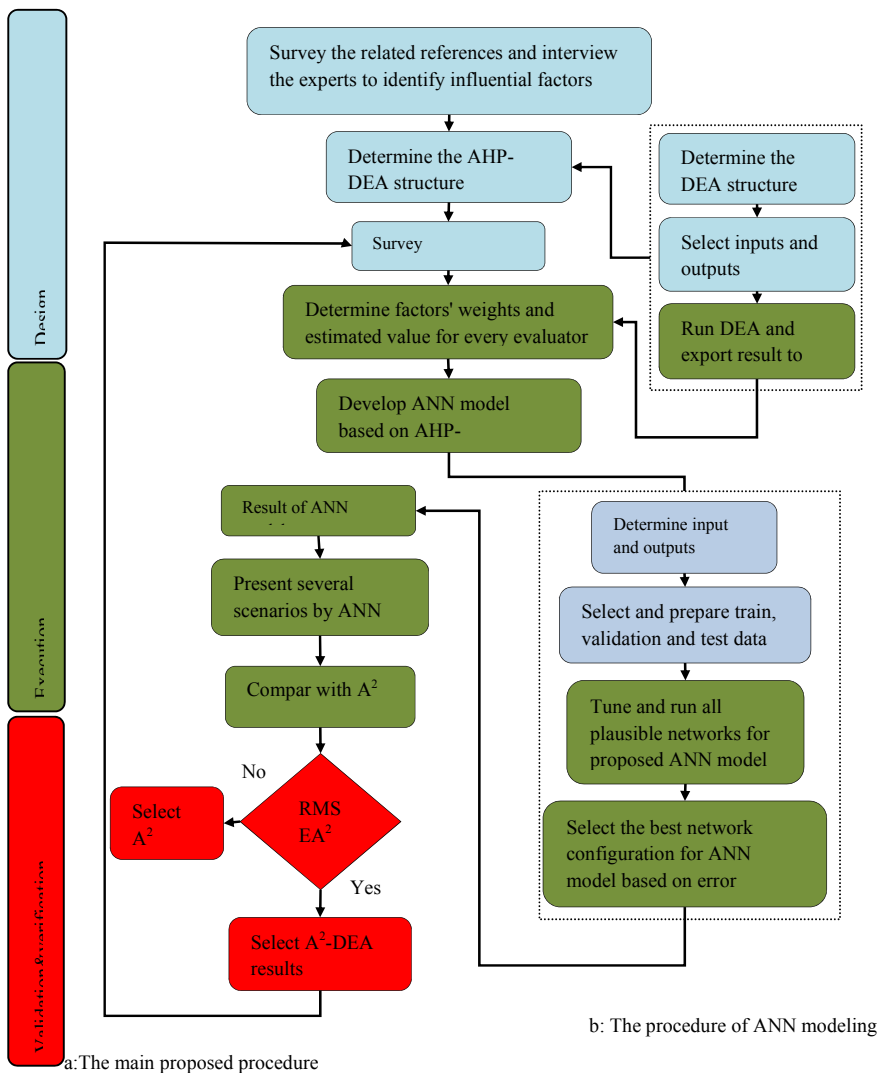 Design
Execution
Validation&verification
Survey the related references and interview
the experts to identify influential factors
Determine the AHP-
DEA structure
Survey
Determine factors' weights and
estimated value for every evaluator
Develop ANN model
based on AHP-
Determine the
DEA structure
Select inputs and
outputs
Run DEA and
export result to
Determine input
and outputs
Select and prepare train,
validation and test data
Tune and run all
plausible networks for
proposed ANN model
Select the best network
configuration for ANN
model based on error
Result of ANN
Present several
scenarios by ANN
Compar with A²
RMS
EA²
No
Select
A²
Yes
Select A²-DEA
results
b: The procedure of ANN modeling
a:The main proposed procedure